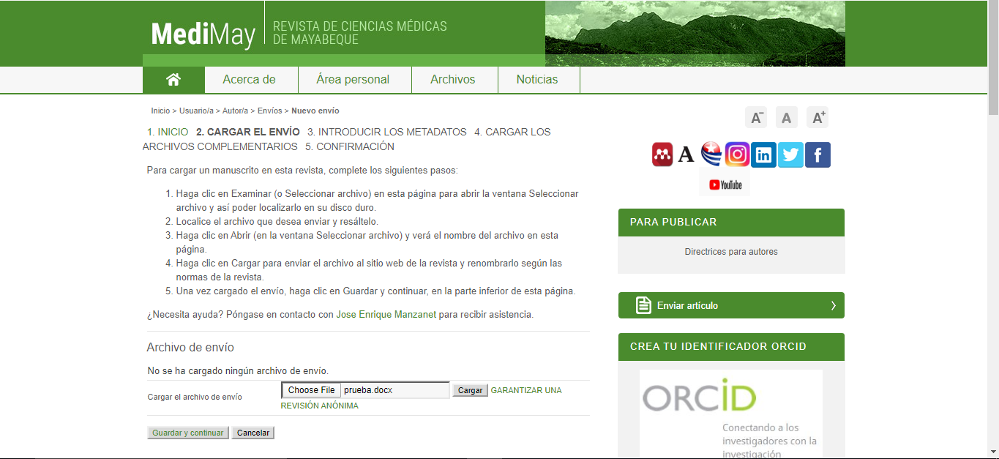 MediMay
REVISTA DE CIENCIAS MÉDICAS
DE MAYABEQUE
Acerca de
Área personal
Archivos
Noticias
Inicio > Usuario/a > Autor/a > Envíos > Nuevo envío
1. INICIO 2. CARGAR EL ENVÍO 3. INTRODUCIR LOS METADATOS 4. CARGAR LOS
ARCHIVOS COMPLEMENTARIOS 5. CONFIRMACIÓN
Para cargar un manuscrito en esta revista, complete los siguientes pasos:
1. Haga clic en Examinar (o Seleccionar archivo) en esta página para abrir la ventana Seleccionar
archivo y así poder localizarlo en su disco duro.
2. Localice el archivo que desea enviar y resáltelo.
3. Haga clic en Abrir (en la ventana Seleccionar archivo) y verá el nombre del archivo en esta
página.
4. Haga clic en Cargar para enviar el archivo al sitio web de la revista y renombrarlo según las
normas de la revista.
5. Una vez cargado el envío, haga clic en Guardar y continuar, en la parte inferior de esta página.
¿Necesita ayuda? Póngase en contacto con Jose Enrique Manzanet para recibir asistencia.
Archivo de envío
No se ha cargado ningún archivo de envío.
Cargar el archivo de envío
Choose File prueba.docx
Cargar
GARANTIZAR UNA
REVISIÓN ANÓNIMA
Guardar y continuar
Cancelar
A-
A
A+
A
in
f
YouTube
PARA PUBLICAR
Directrices para autores
Enviar artículo
CREA TU IDENTIFICADOR ORCID
ORCID
Conectando a los
investigadores con la
investigación